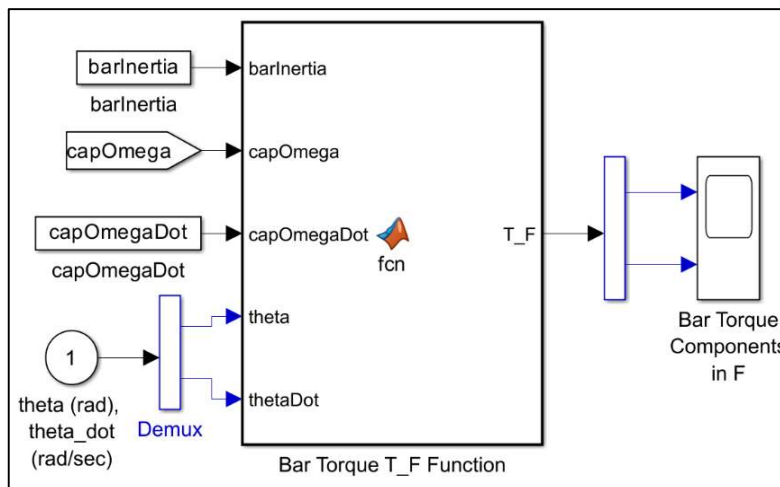 barInertia
barInertia
barInertia
capOmega
capOmega
capOmegaDot
capOmegaDot
capOmegaDot
fcn
T_F
1
theta (rad),
theta_dot
(rad/sec)
Demux
theta
thetaDot
Bar Torque T_F Function
Bar Torque
Components
in F